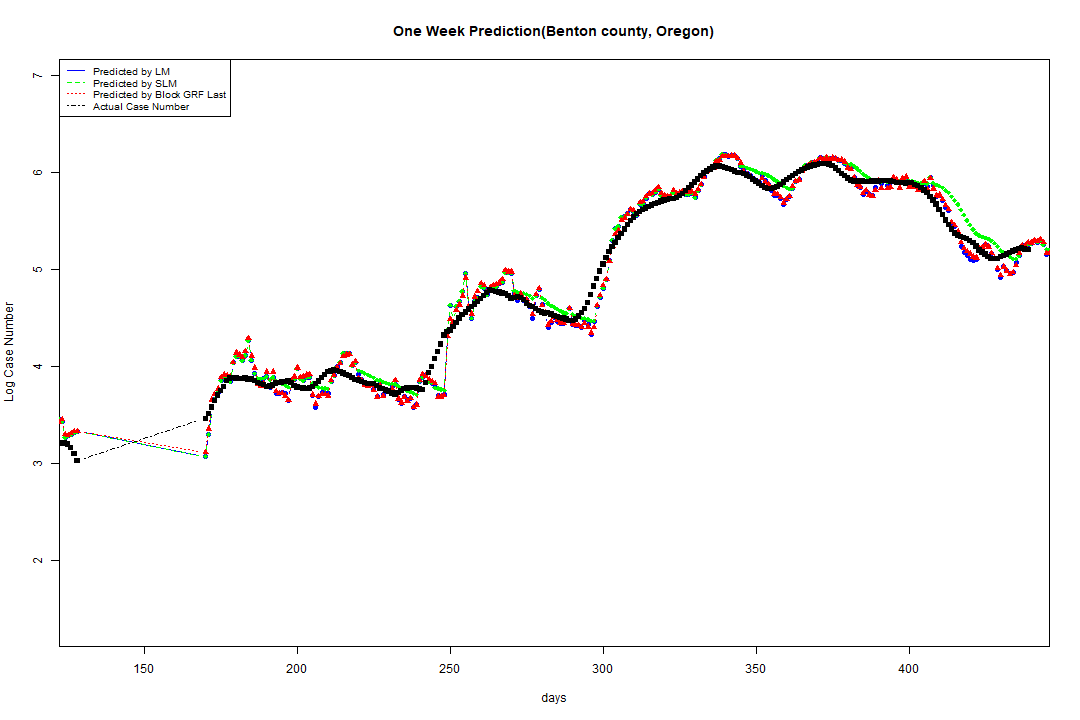 One Week Prediction(Benton county, Oregon)
Predicted by LM
Predicted by SLM
Predicted by Block GRF Last
Actual Case Number
7
6
5
4
3
2
Log Case Number
150 200 250 300 350 400
days